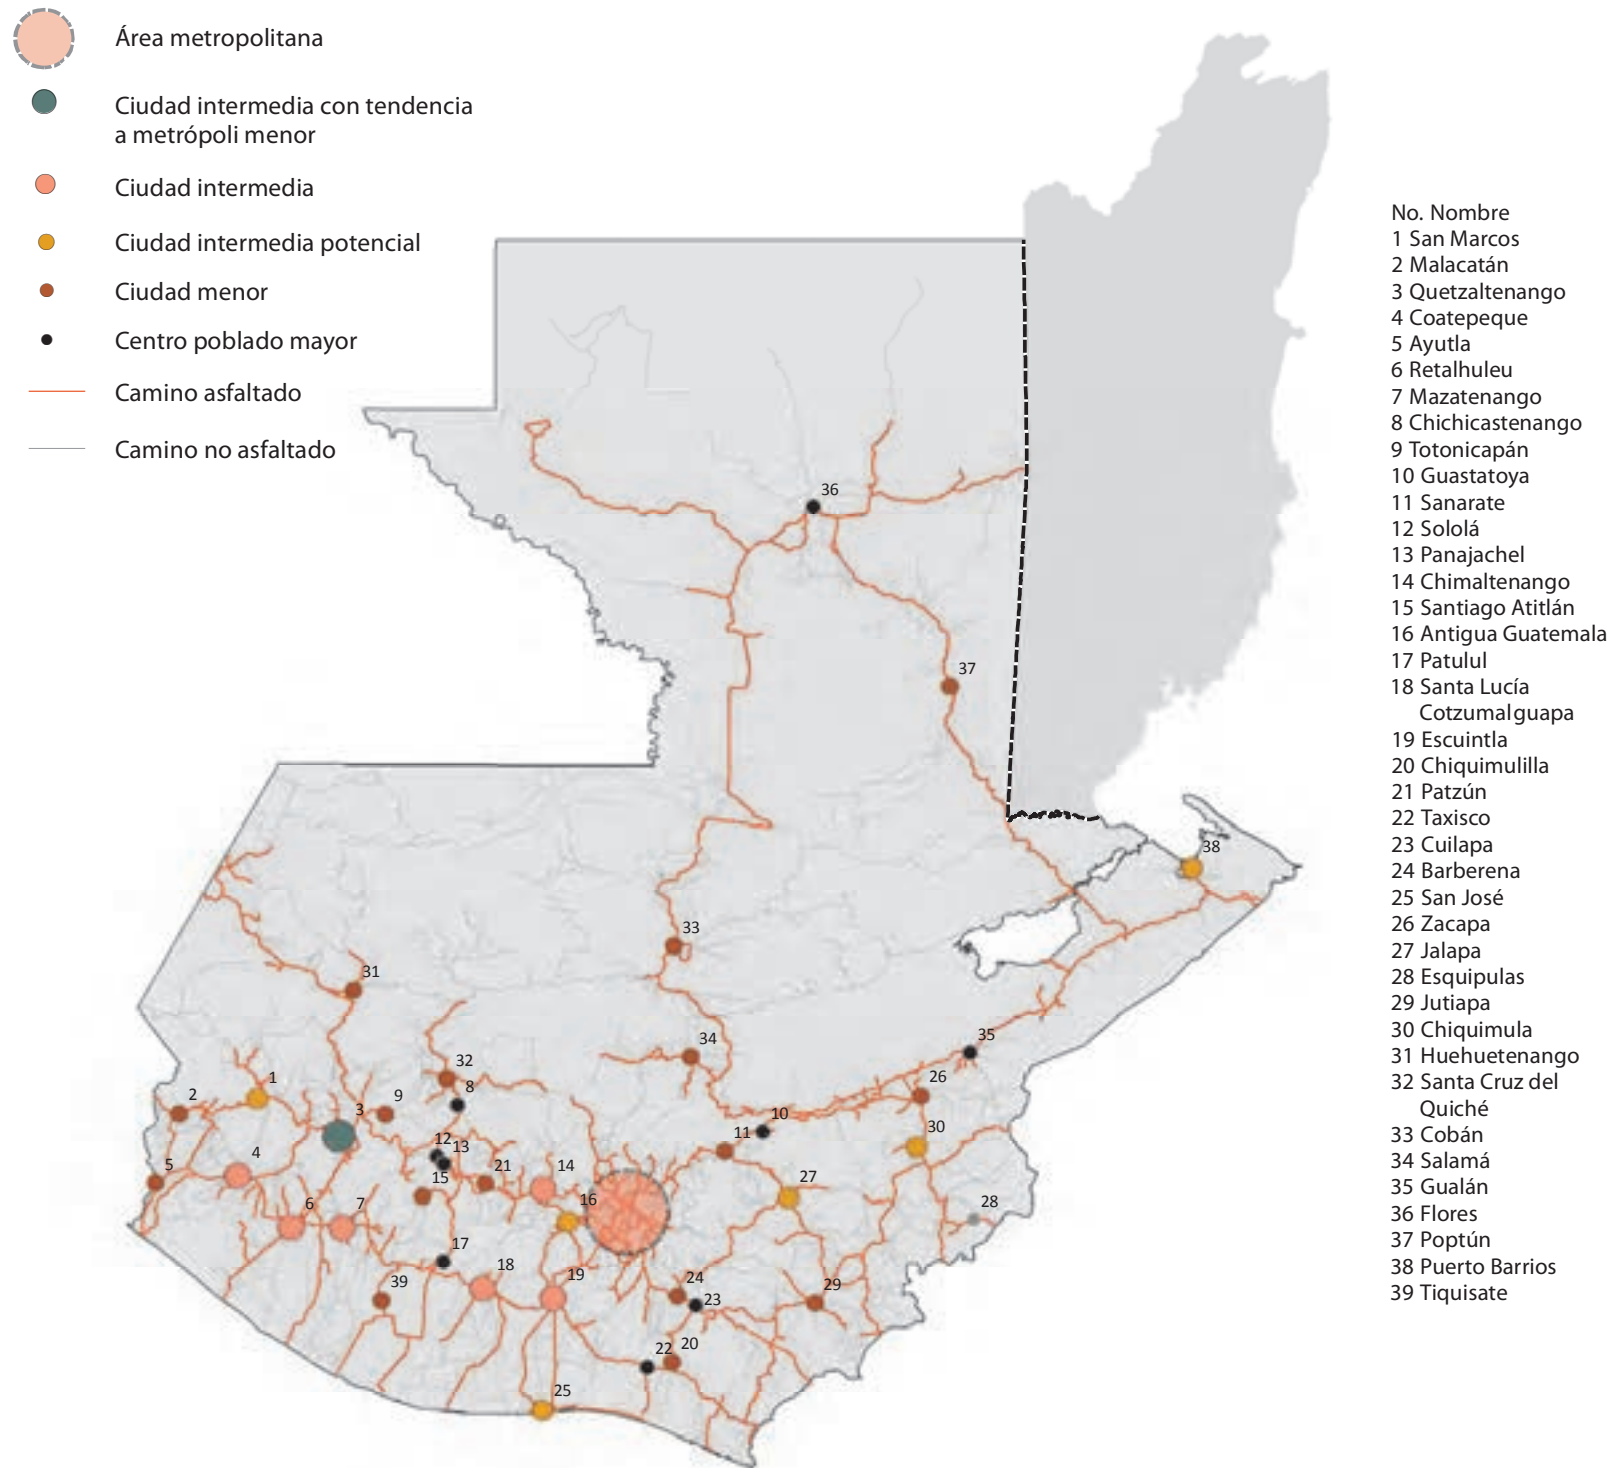 Área metropolitana
Ciudad intermedia con tendencia
a metrópoli menor
Ciudad intermedia
Ciudad intermedia potencial
Ciudad menor
Centro poblado mayor
Camino asfaltado
Camino no asfaltado
36
37
38
33
31
34
35
32
1
8
26
2
9
3
10
12
13
11
30
4
5
15
21
14
27
16
28
6
7
17
18
19
24
23
29
39
22
20
25
No. Nombre
1 San Marcos
2 Malacatán
3 Quetzaltenango
4 Coatepeque
5 Ayutla
6 Retalhuleu
7 Mazatenango
8 Chichicastenango
9 Totonicapán
10 Guastatoya
11 Sanarate
12 Sololá
13 Panajachel
14 Chimaltenango
15 Santiago Atitlán
16 Antigua Guatemala
17 Patulul
18 Santa Lucía
Cotzumalguapa
19 Escuintla
20 Chiquimulilla
21 Patzún
22 Taxisco
23 Cuilapa
24 Barberena
25 San José
26 Zacapa
27 Jalapa
28 Esquipulas
29 Jutiapa
30 Chiquimula
31 Huehuetenango
32 Santa Cruz del
Quiché
33 Cobán
34 Salamá
35 Gualán
36 Flores
37 Poptún
38 Puerto Barrios
39 Tiquisate